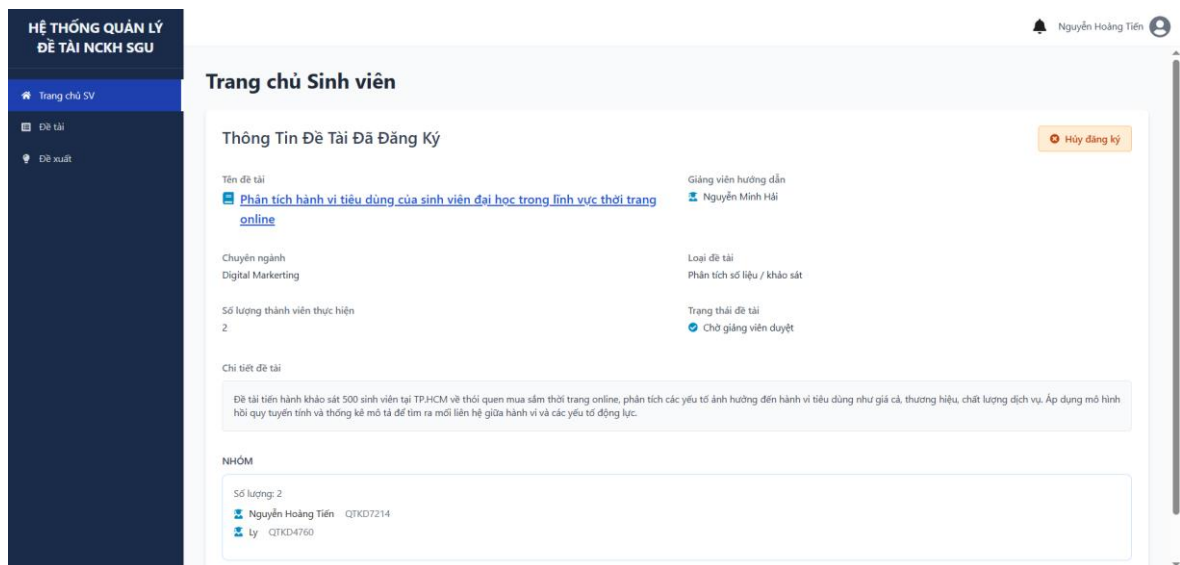 HỆ THỐNG QUẢN LÝ
ĐỀ TÀI NCKH SGU
Nguyễn Hoàng Tiến
Trang chủ SV
Đề tài
Đề xuất
Trang chủ Sinh viên
Thông Tin Đề Tài Đã Đăng Ký
Hủy đăng ký
Tên đề tài
Phân tích hành vi tiêu dùng của sinh viên đại học trong lĩnh vực thời trang
online
Giảng viên hướng dẫn
Nguyễn Minh Hải
Chuyên ngành
Digital Markerting
Loại đề tài
Phân tích số liệu / khảo sát
Số lượng thành viên thực hiện
2
Trạng thái đề tài
Chờ giảng viên duyệt
Chi tiết đề tài
Đề tài tiến hành khảo sát 500 sinh viên tại TP.HCM về thói quen mua sắm thời trang online, phân tích các yếu tố ảnh hưởng đến hành vi tiêu dùng như giá cả, thương hiệu, chất lượng dịch vụ. Áp dụng mô hình
hồi quy tuyến tính và thống kê mô tả để tìm ra mối liên hệ giữa hành vi và các yếu tố động lực.
NHÓM
Số lượng: 2
Nguyễn Hoàng Tiến QTKD7214
Ly QTKD4760